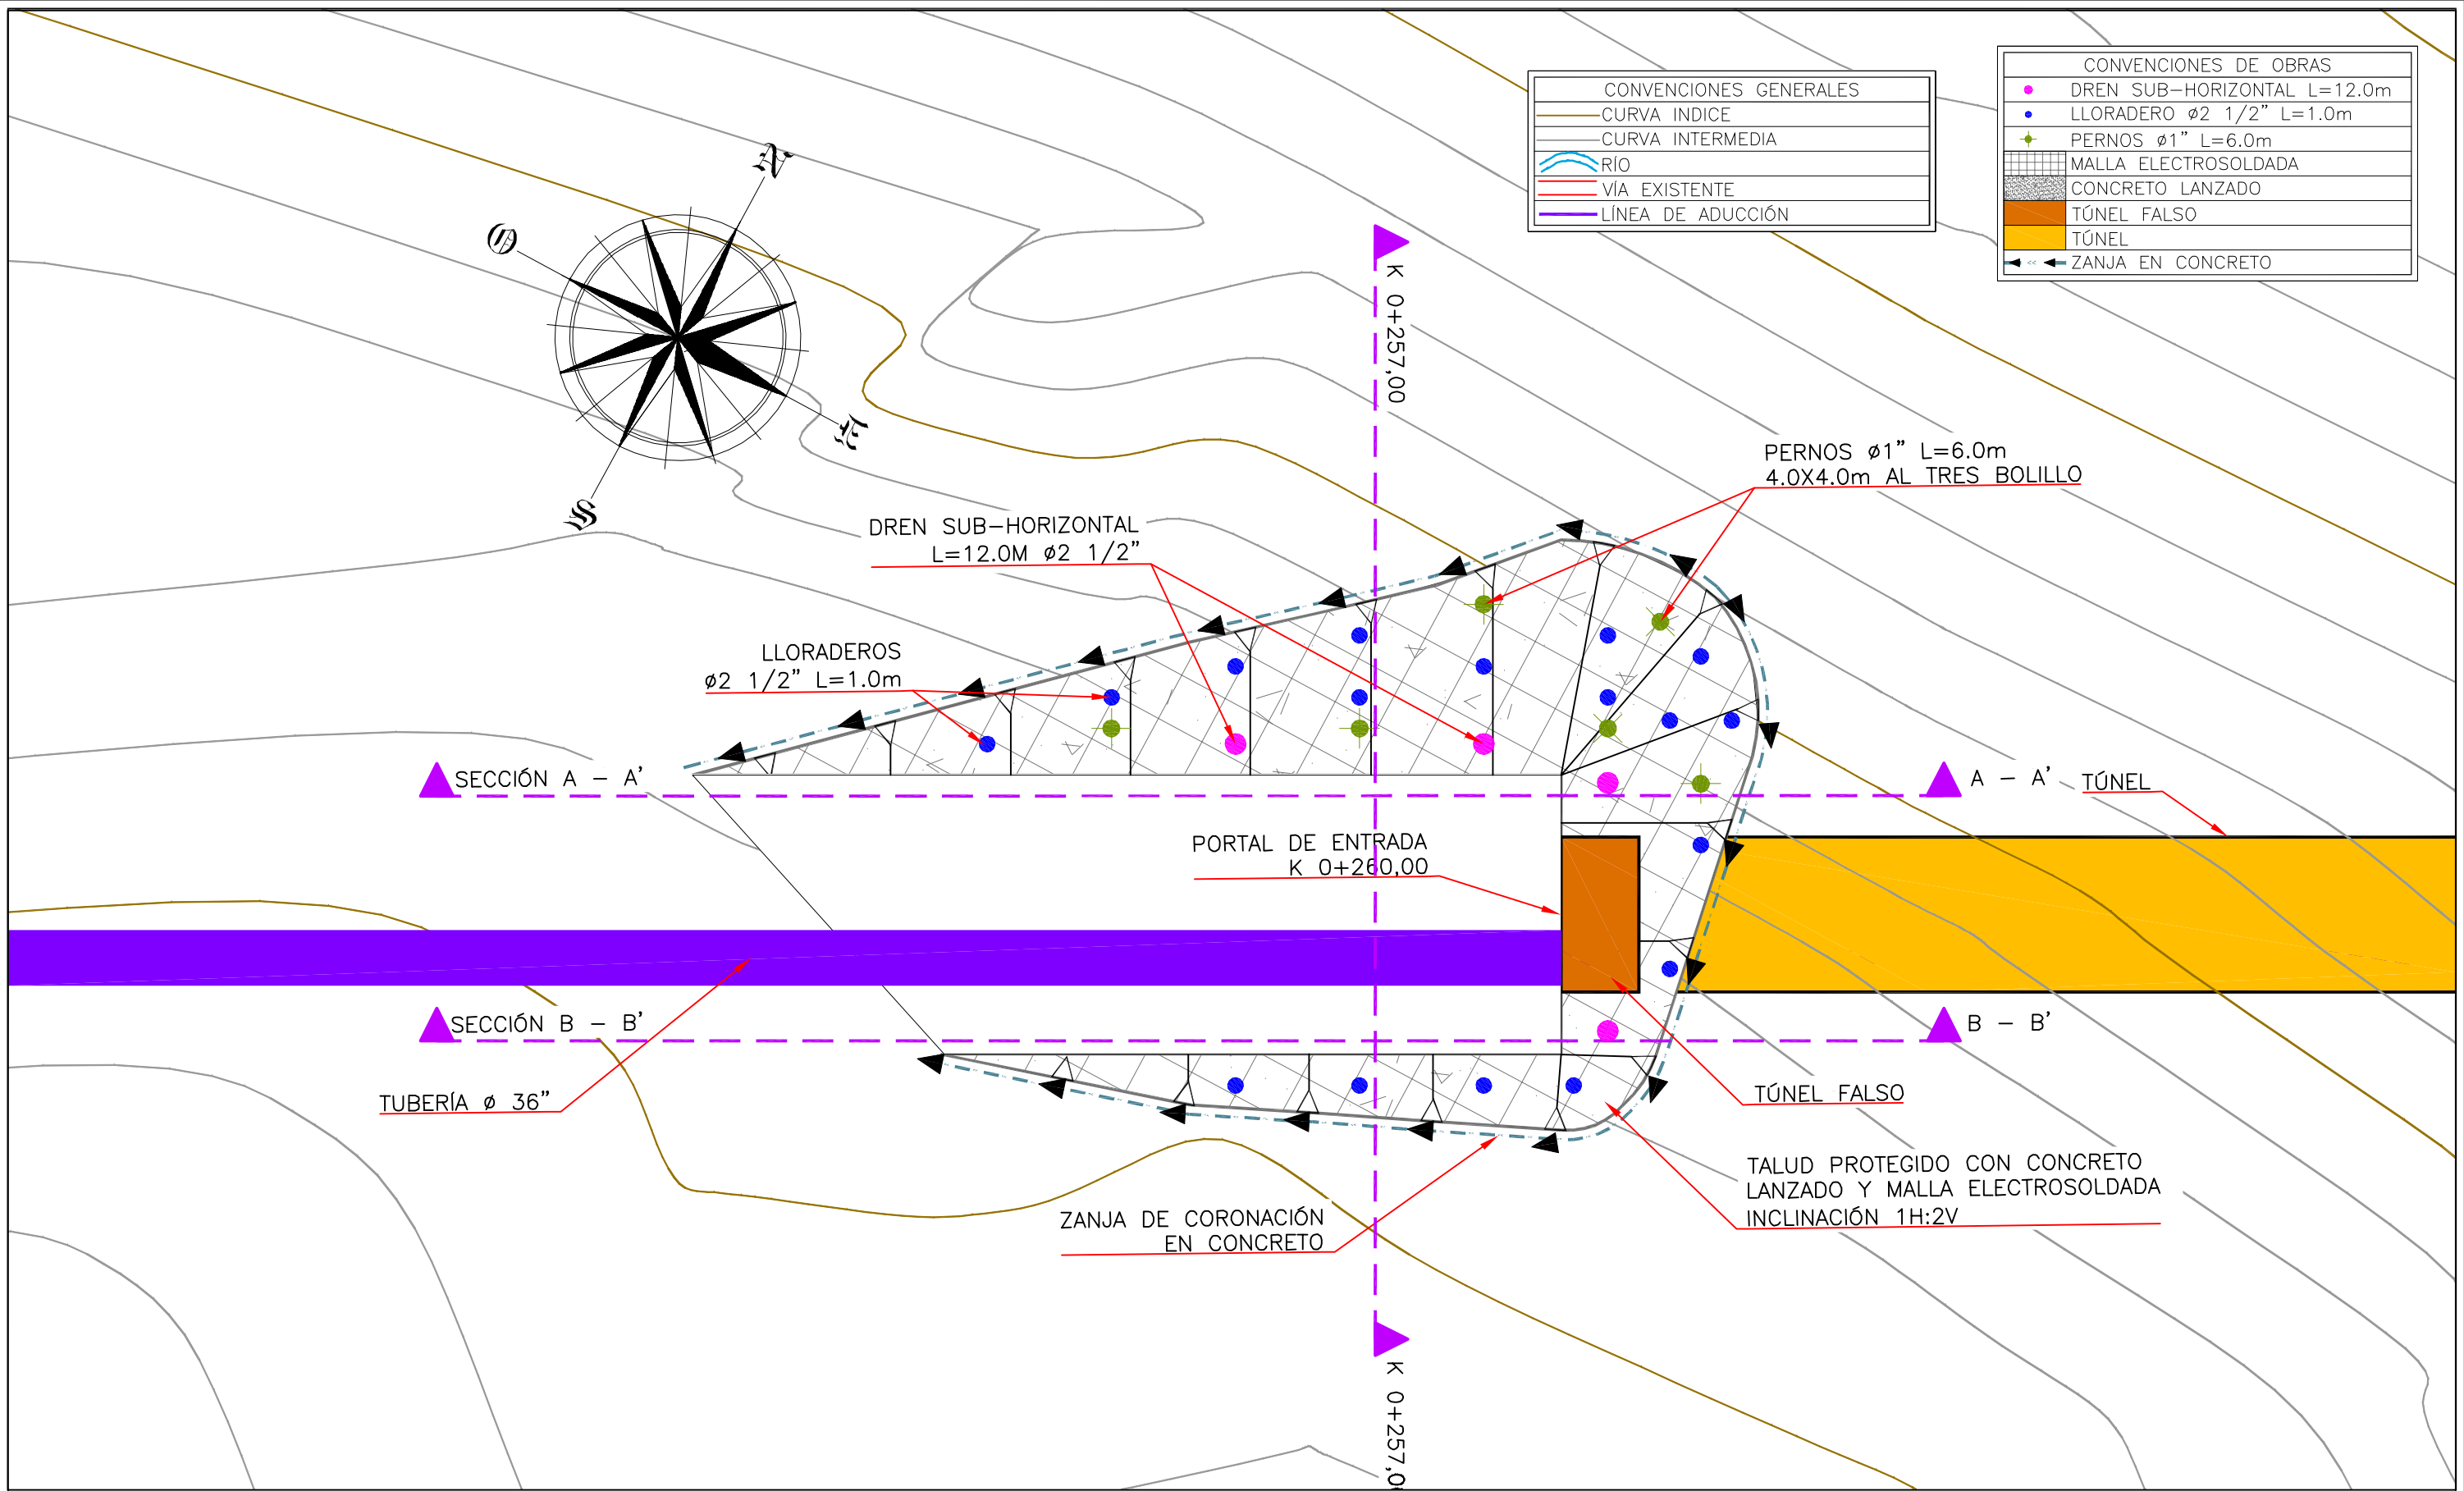 CONVENCIONES GENERALES
CURVA INDICE
CURVA INTERMEDIA
RÍO
VÍA EXISTENTE
LÍNEA DE ADUCCIÓN
CONVENCIONES DE OBRAS
DREN SUB-HORIZONTAL L=12.0m
LLORADERO ø2 1/2" L=1.0m
PERNOS ø1" L=6.0m
MALLA ELECTROSOLDADA
CONCRETO LANZADO
TÚNEL FALSO
TÚNEL
ZANJA EN CONCRETO
N
O
E
S
K 0+257,00
PERNOS ø1" L=6.0m
4.0X4.0m AL TRES BOLILLO
DREN SUB-HORIZONTAL
L=12.0M ø2 1/2"
LLORADEROS
ø2 1/2" L=1.0m
SECCIÓN A - A'
A - A'
TÚNEL
PORTAL DE ENTRADA
K 0+260,00
SECCIÓN B - B'
B - B'
TUBERÍA ø 36"
TÚNEL FALSO
TALUD PROTEGIDO CON CONCRETO
LANZADO Y MALLA ELECTROSOLDADA
INCLINACIÓN 1H:2V
ZANJA DE CORONACIÓN
EN CONCRETO
K 0+257,00